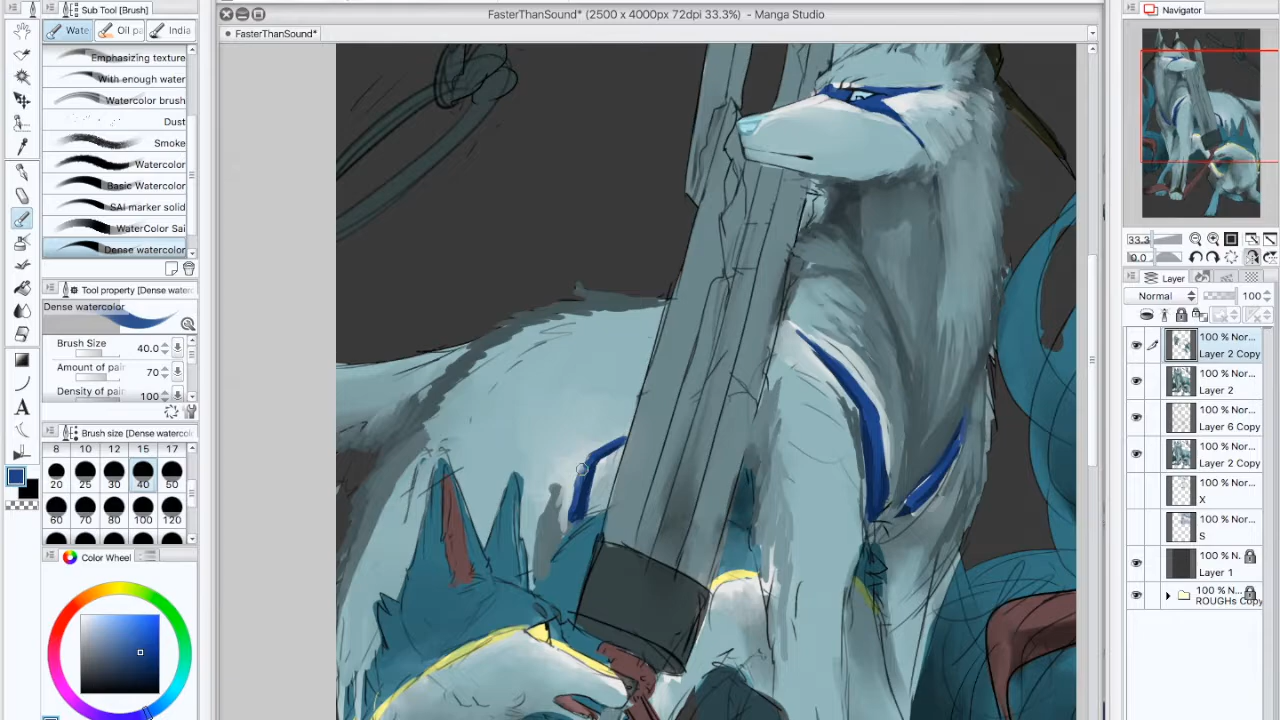 Sub Tool [Brush]
Wate
Oil pa
India
Emphasizing texture
With enough water
Watercolor brush
Dust
Smoke
Watercolor
Basic Watercolor
SAI marker solid
WaterColor Sai
Dense watercolor
Tool property [Dense water
Dense watercolor
Brush Size 40.0
Amount of pai 70
Density of pai 100
Brush size [Dense watercolo
8 10 12 15 17
20 25 30 40 50
60 70 80 100 120
Color Wheel
FasterThanSound* (2500 x 4000px 72dpi 33.3%) - Manga Studio
FasterThanSound*
Navigator
33.3
0.0
Layer
Normal 100
100 % Nor...
Layer 2 Copy
100 % Nor...
Layer 2
100 % Nor...
Layer 6 Copy
100 % Nor...
Layer 2 Copy
100 % Nor...
X
100 % Nor...
S
100 % N.
Layer 1
100 % N...
ROUGHs Copy